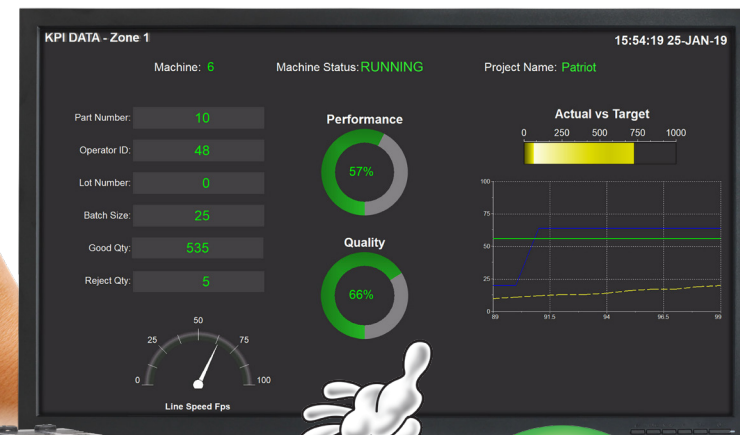 KPI DATA - Zone 1
15:54:19 25-JAN-19
Machine: 6
Machine Status: RUNNING
Project Name: Patriot
Part Number: 10
Operator ID: 48
Lot Number: 0
Batch Size: 25
Good Qty: 535
Reject Qty: 5
Performance
57%
Quality
66%
Actual vs Target
0 250 500 750 1000
100
75
50
25
0
89 91.5 94 96.5 99
0 25 50 75 100
Line Speed Fps